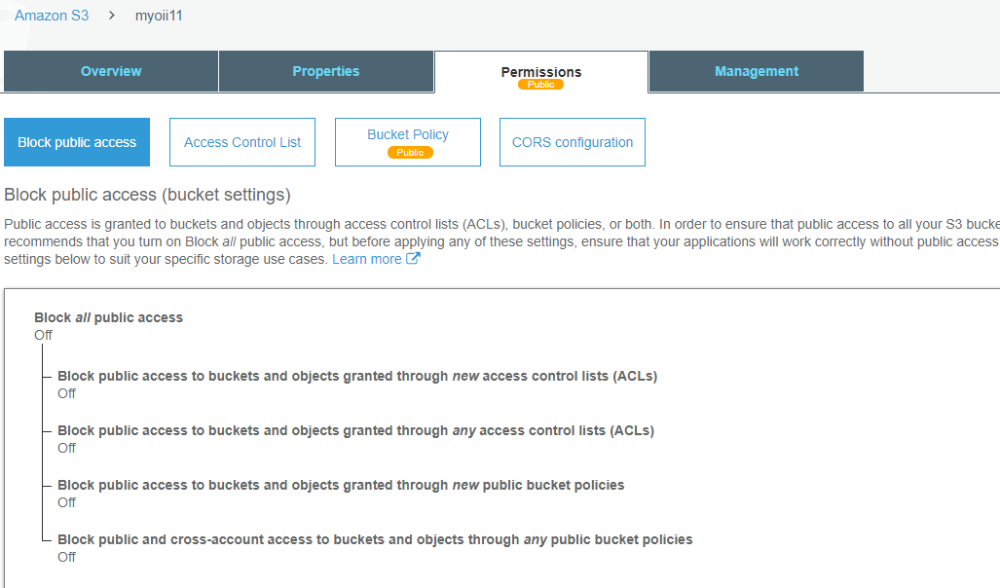 Amazon S3 > myoii11
Overview Properties Permissions Management
Public
Block public access Access Control List Bucket Policy CORS configuration
Public
Block public access (bucket settings)
Public access is granted to buckets and objects through access control lists (ACLs), bucket policies, or both. In order to ensure that public access to all your S3 bucke
recommends that you turn on Block all public access, but before applying any of these settings, ensure that your applications will work correctly without public access
settings below to suit your specific storage use cases. Learn more
Block all public access
Off
Block public access to buckets and objects granted through new access control lists (ACLs)
Off
Block public access to buckets and objects granted through any access control lists (ACLs)
Off
Block public access to buckets and objects granted through new public bucket policies
Off
Block public and cross-account access to buckets and objects through any public bucket policies
Off